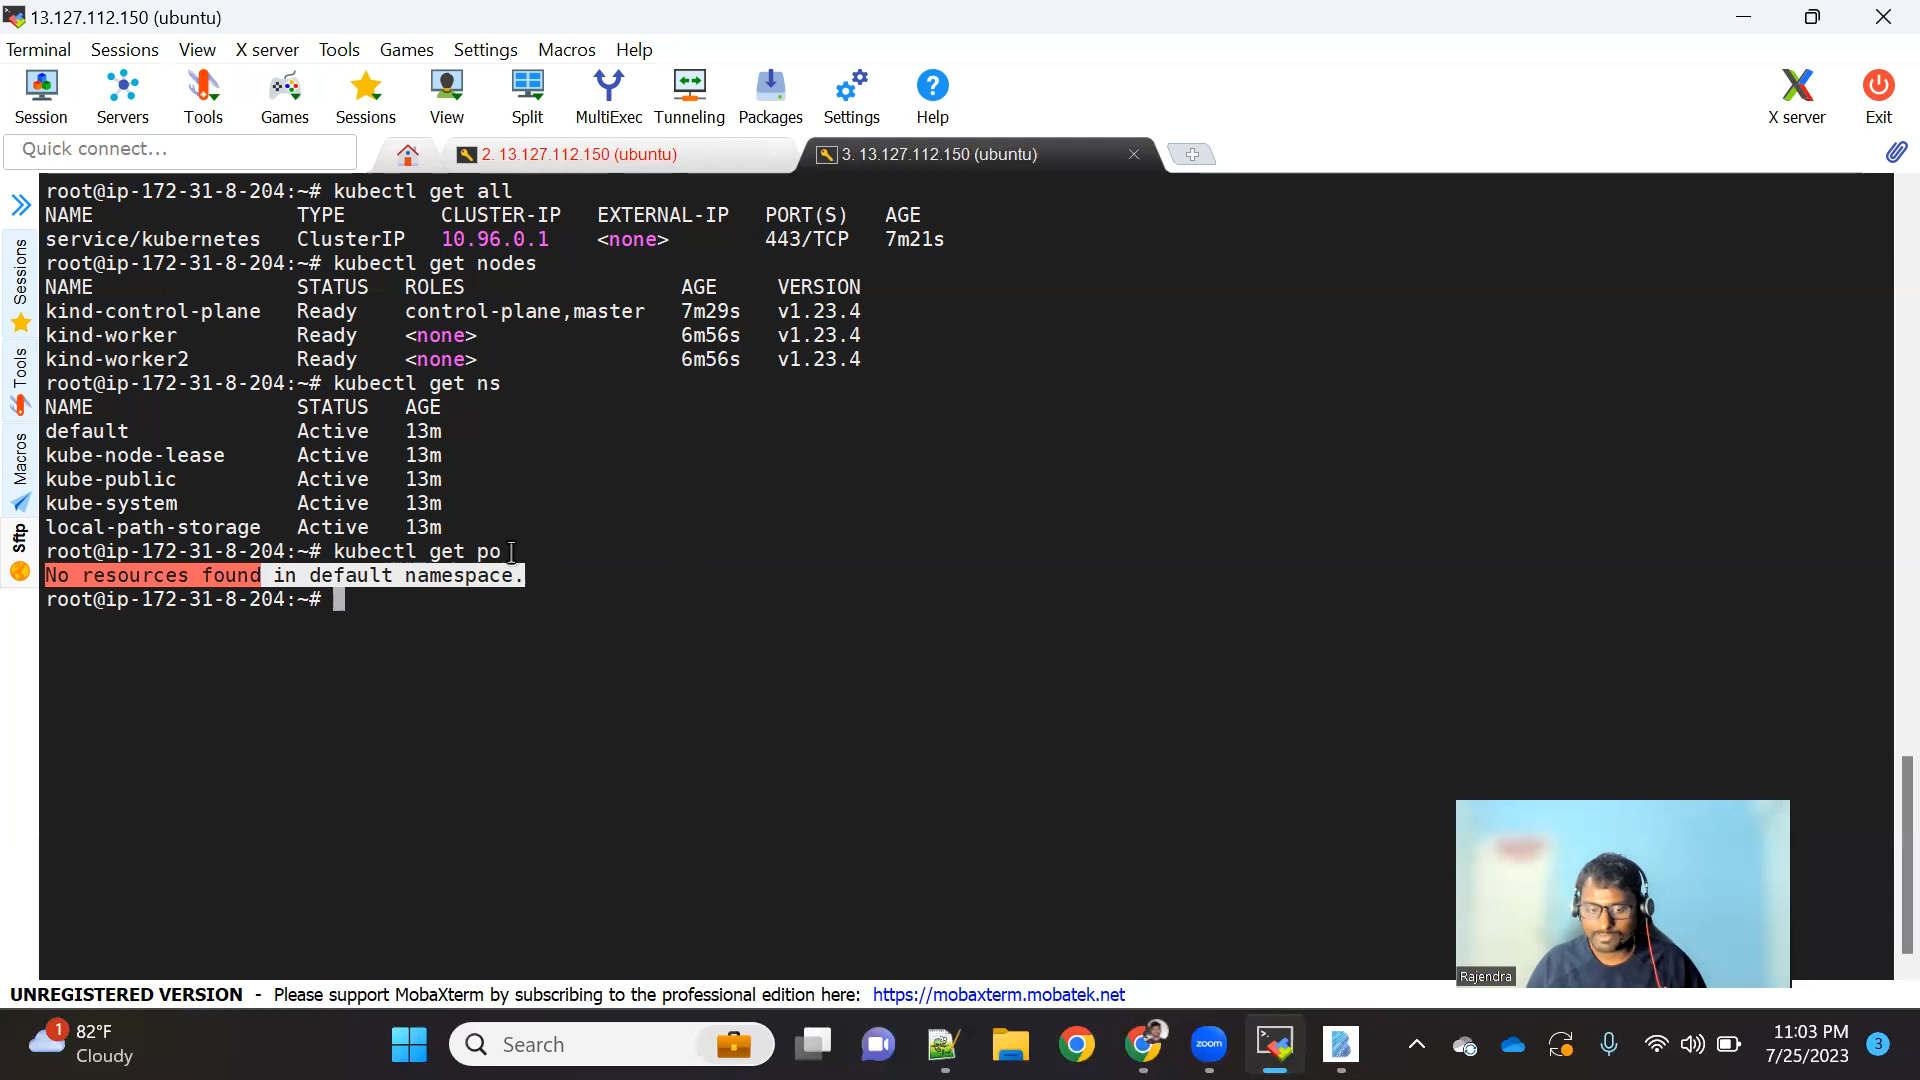 13.127.112.150 (ubuntu)
Terminal Sessions View X server Tools Games Settings Macros Help
Session Servers Tools Games Sessions View Split MultiExec Tunneling Packages Settings Help X server Exit
Quick connect... 2. 13.127.112.150 (ubuntu) 3. 13.127.112.150 (ubuntu)
Sessions
Tools
Macros
Sftp
root@ip-172-31-8-204:~# kubectl get all
NAME TYPE CLUSTER-IP EXTERNAL-IP PORT(S) AGE
service/kubernetes ClusterIP 10.96.0.1 <none> 443/TCP 7m21s
root@ip-172-31-8-204:~# kubectl get nodes
NAME STATUS ROLES AGE VERSION
kind-control-plane Ready control-plane,master 7m29s v1.23.4
kind-worker Ready <none> 6m56s v1.23.4
kind-worker2 Ready <none> 6m56s v1.23.4
root@ip-172-31-8-204:~# kubectl get ns
NAME STATUS AGE
default Active 13m
kube-node-lease Active 13m
kube-public Active 13m
kube-system Active 13m
local-path-storage Active 13m
root@ip-172-31-8-204:~# kubectl get po
No resources found in default namespace.
root@ip-172-31-8-204:~#
Rajendra
UNREGISTERED VERSION - Please support MobaXterm by subscribing to the professional edition here: https://mobaxterm.mobatek.net
1
82°F
Cloudy
Search
zoom
11:03 PM
7/25/2023
3